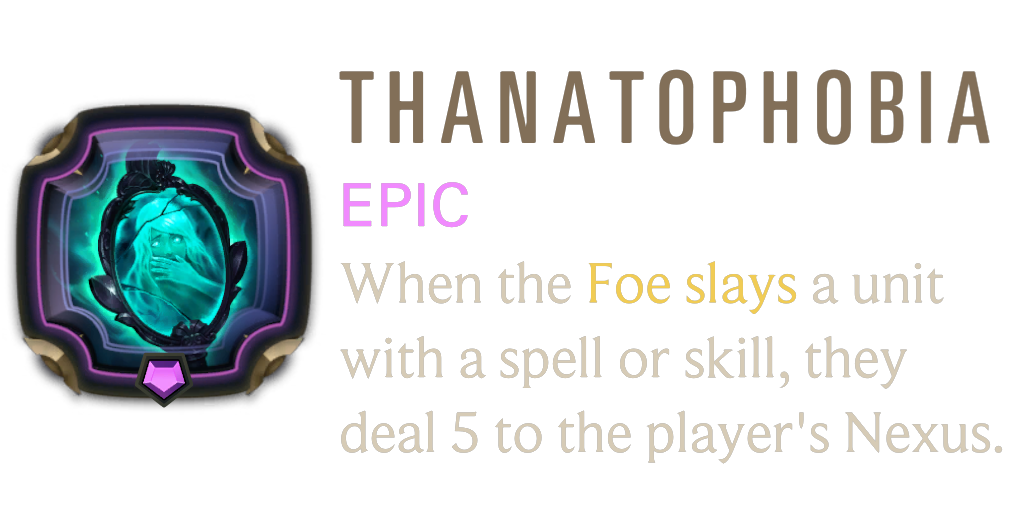 THANATOPHOBIA
EPIC
When the Foe slays a unit
with a spell or skill, they
deal 5 to the player's Nexus.